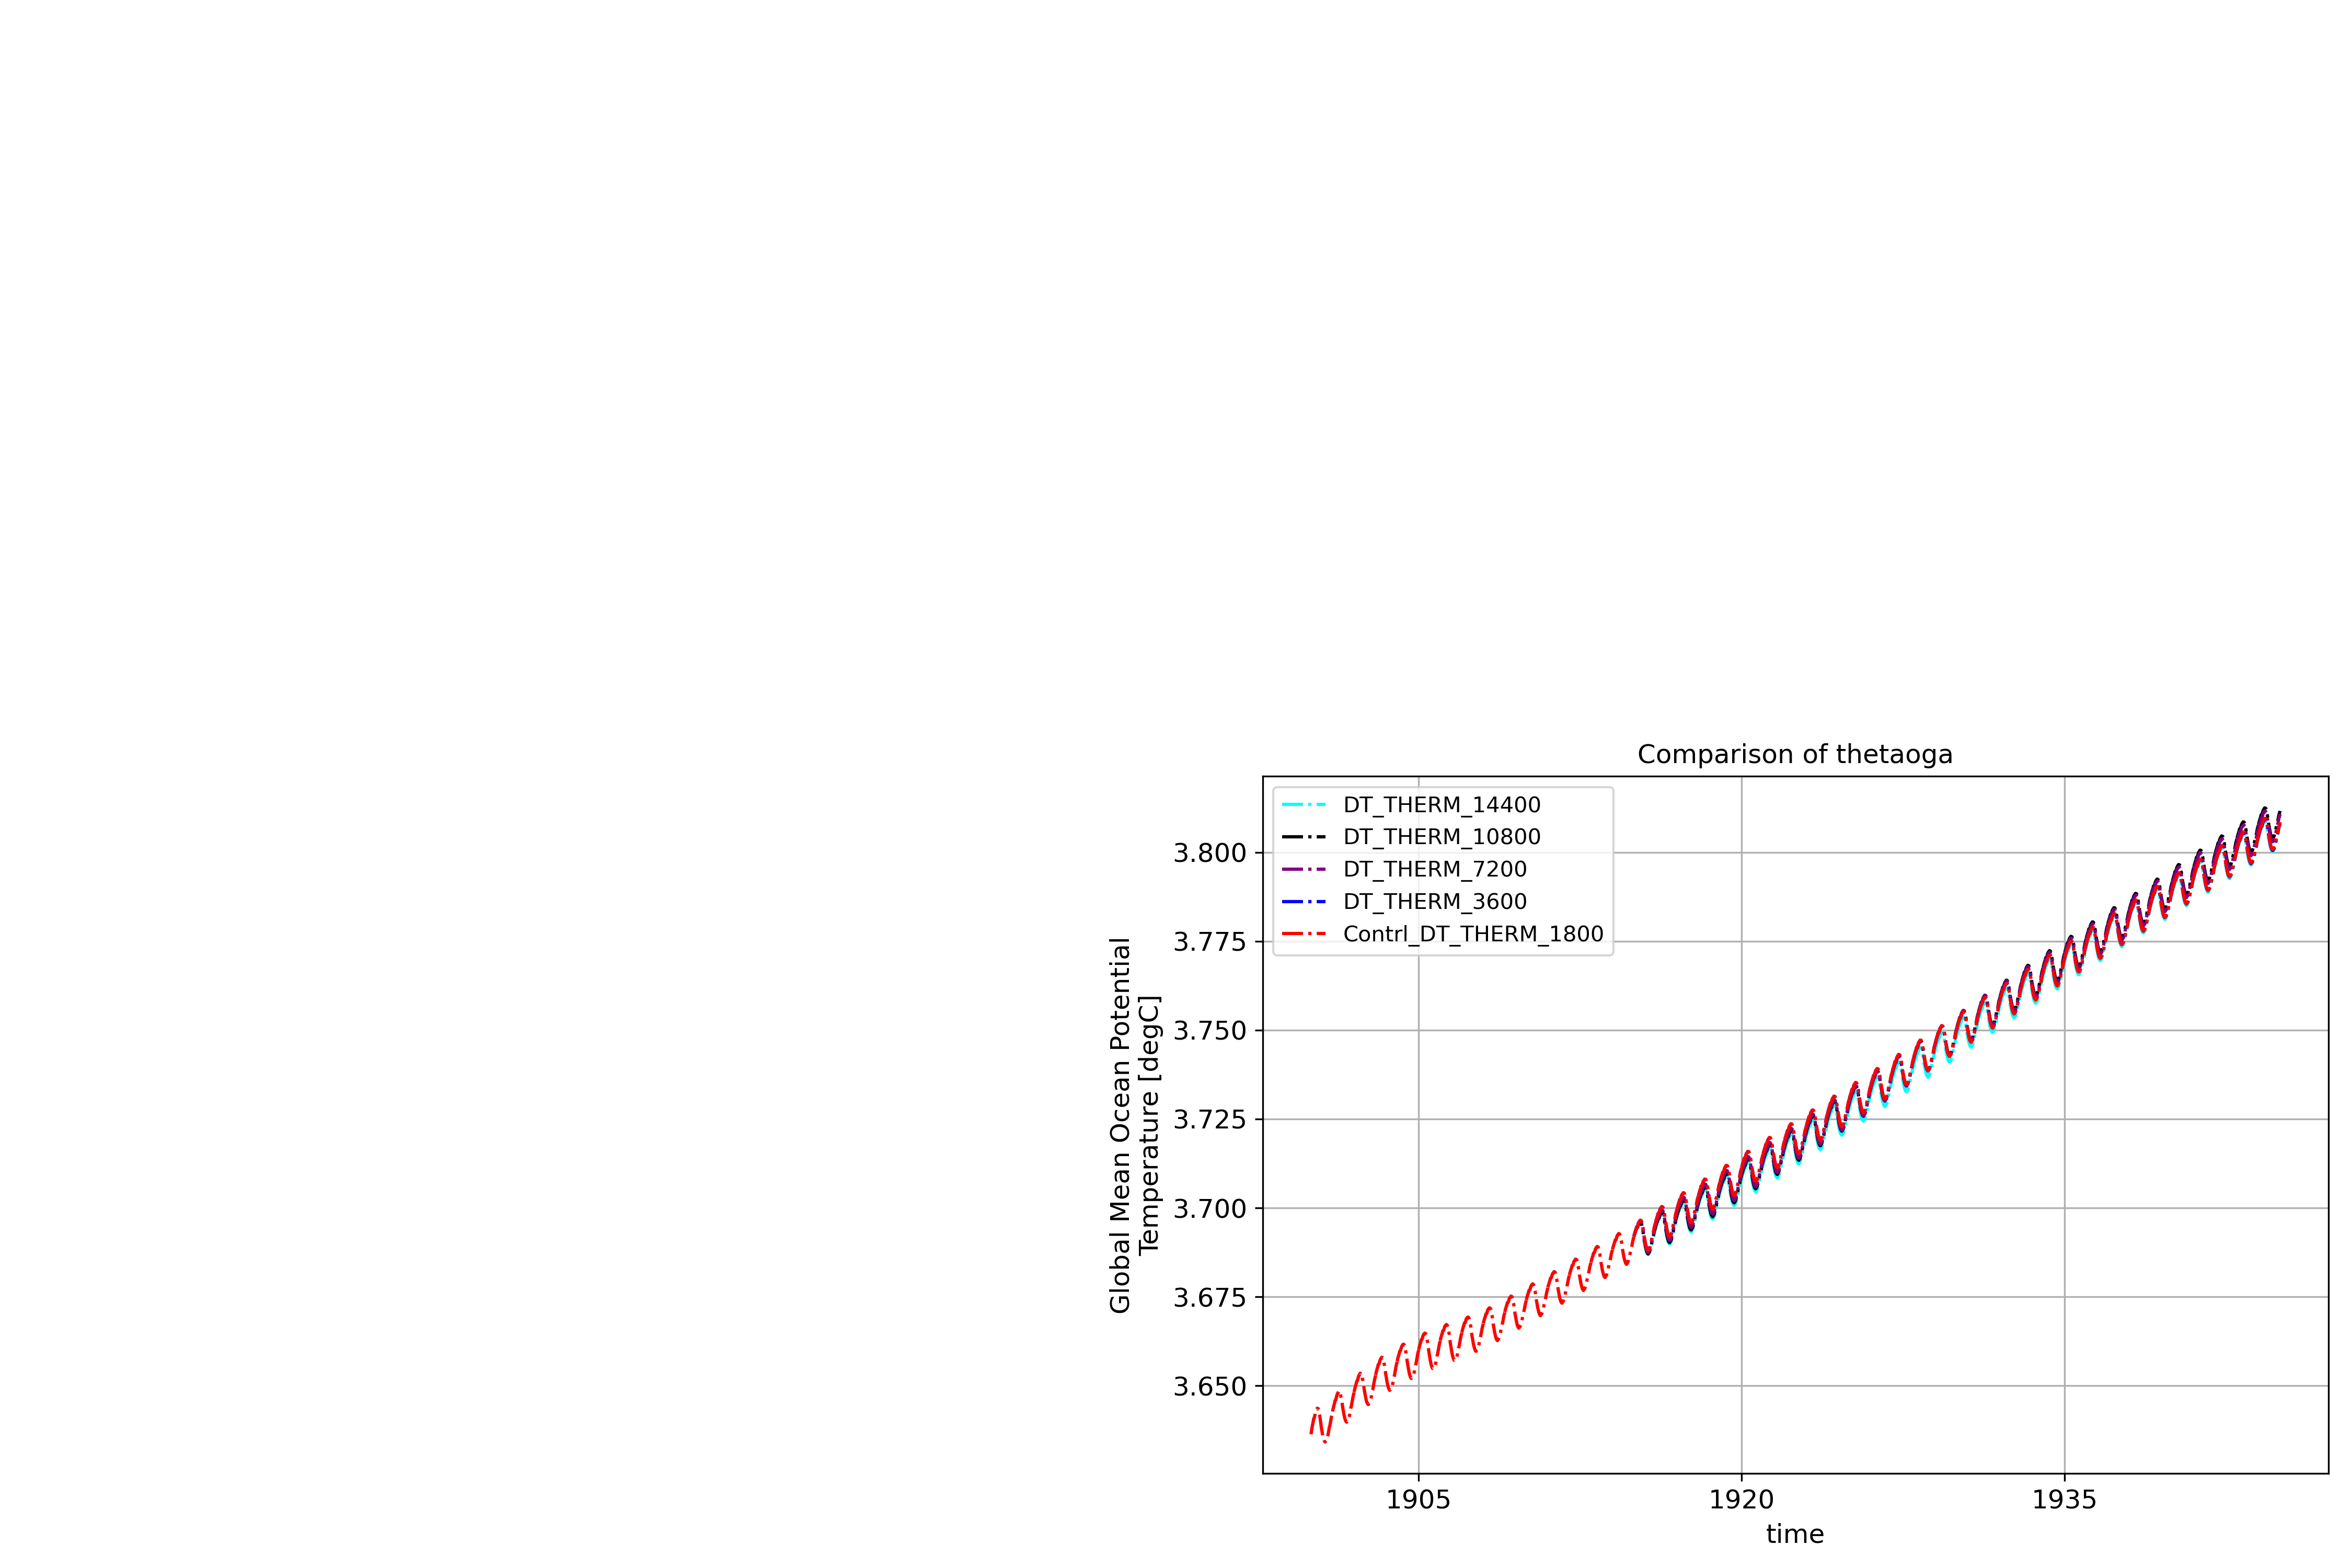 Comparison of thetaoga
DT_THERM_14400
DT_THERM_10800
DT_THERM_7200
DT_THERM_3600
Contrl_DT_THERM_1800
Global Mean Ocean Potential
Temperature [degC]
3.800
3.775
3.750
3.725
3.700
3.675
3.650
1905
1920
1935
time